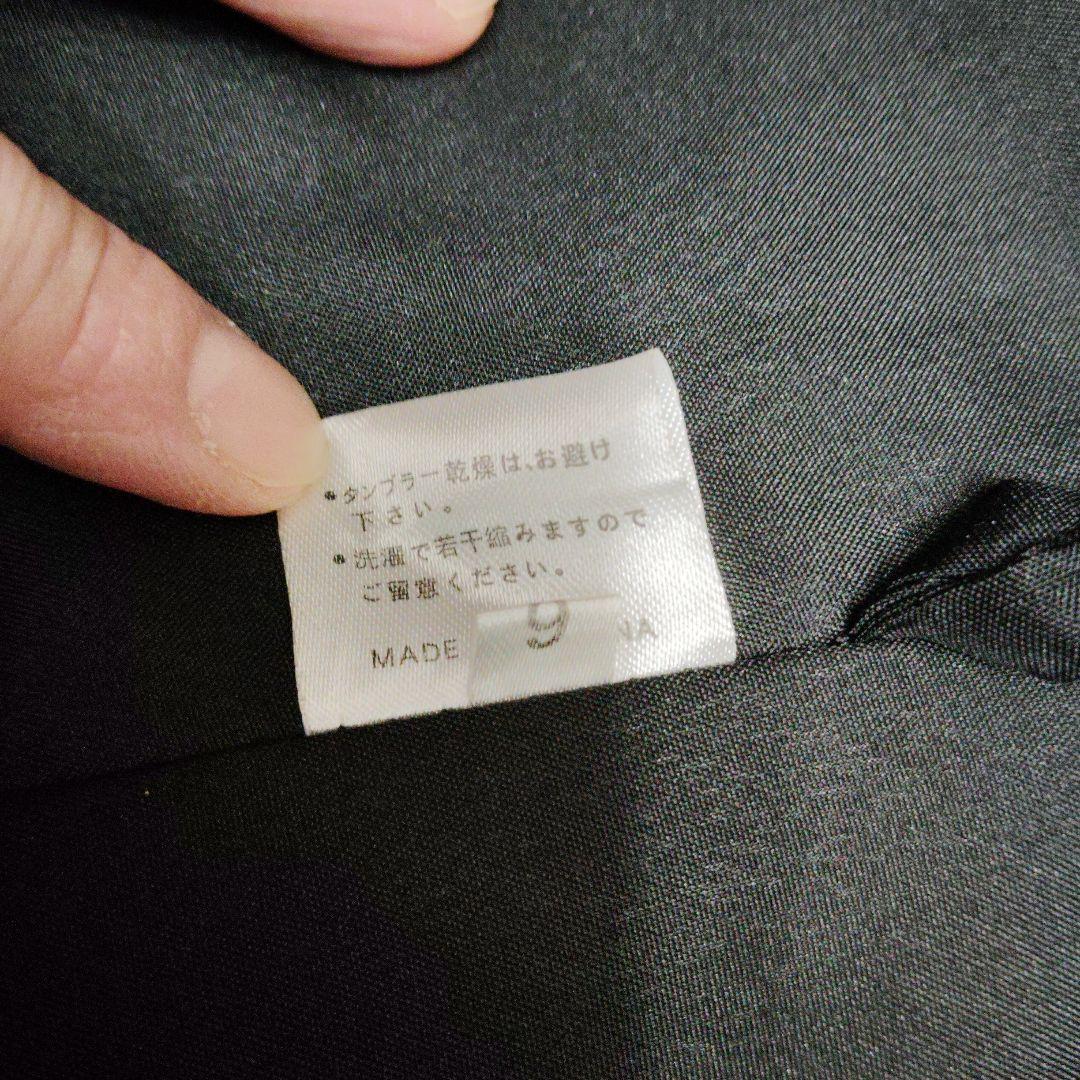 •タンブラー乾燥は、お避け
下さい。
•洗濯で若干縮みますので
ご留意ください。
MADE
9
NA